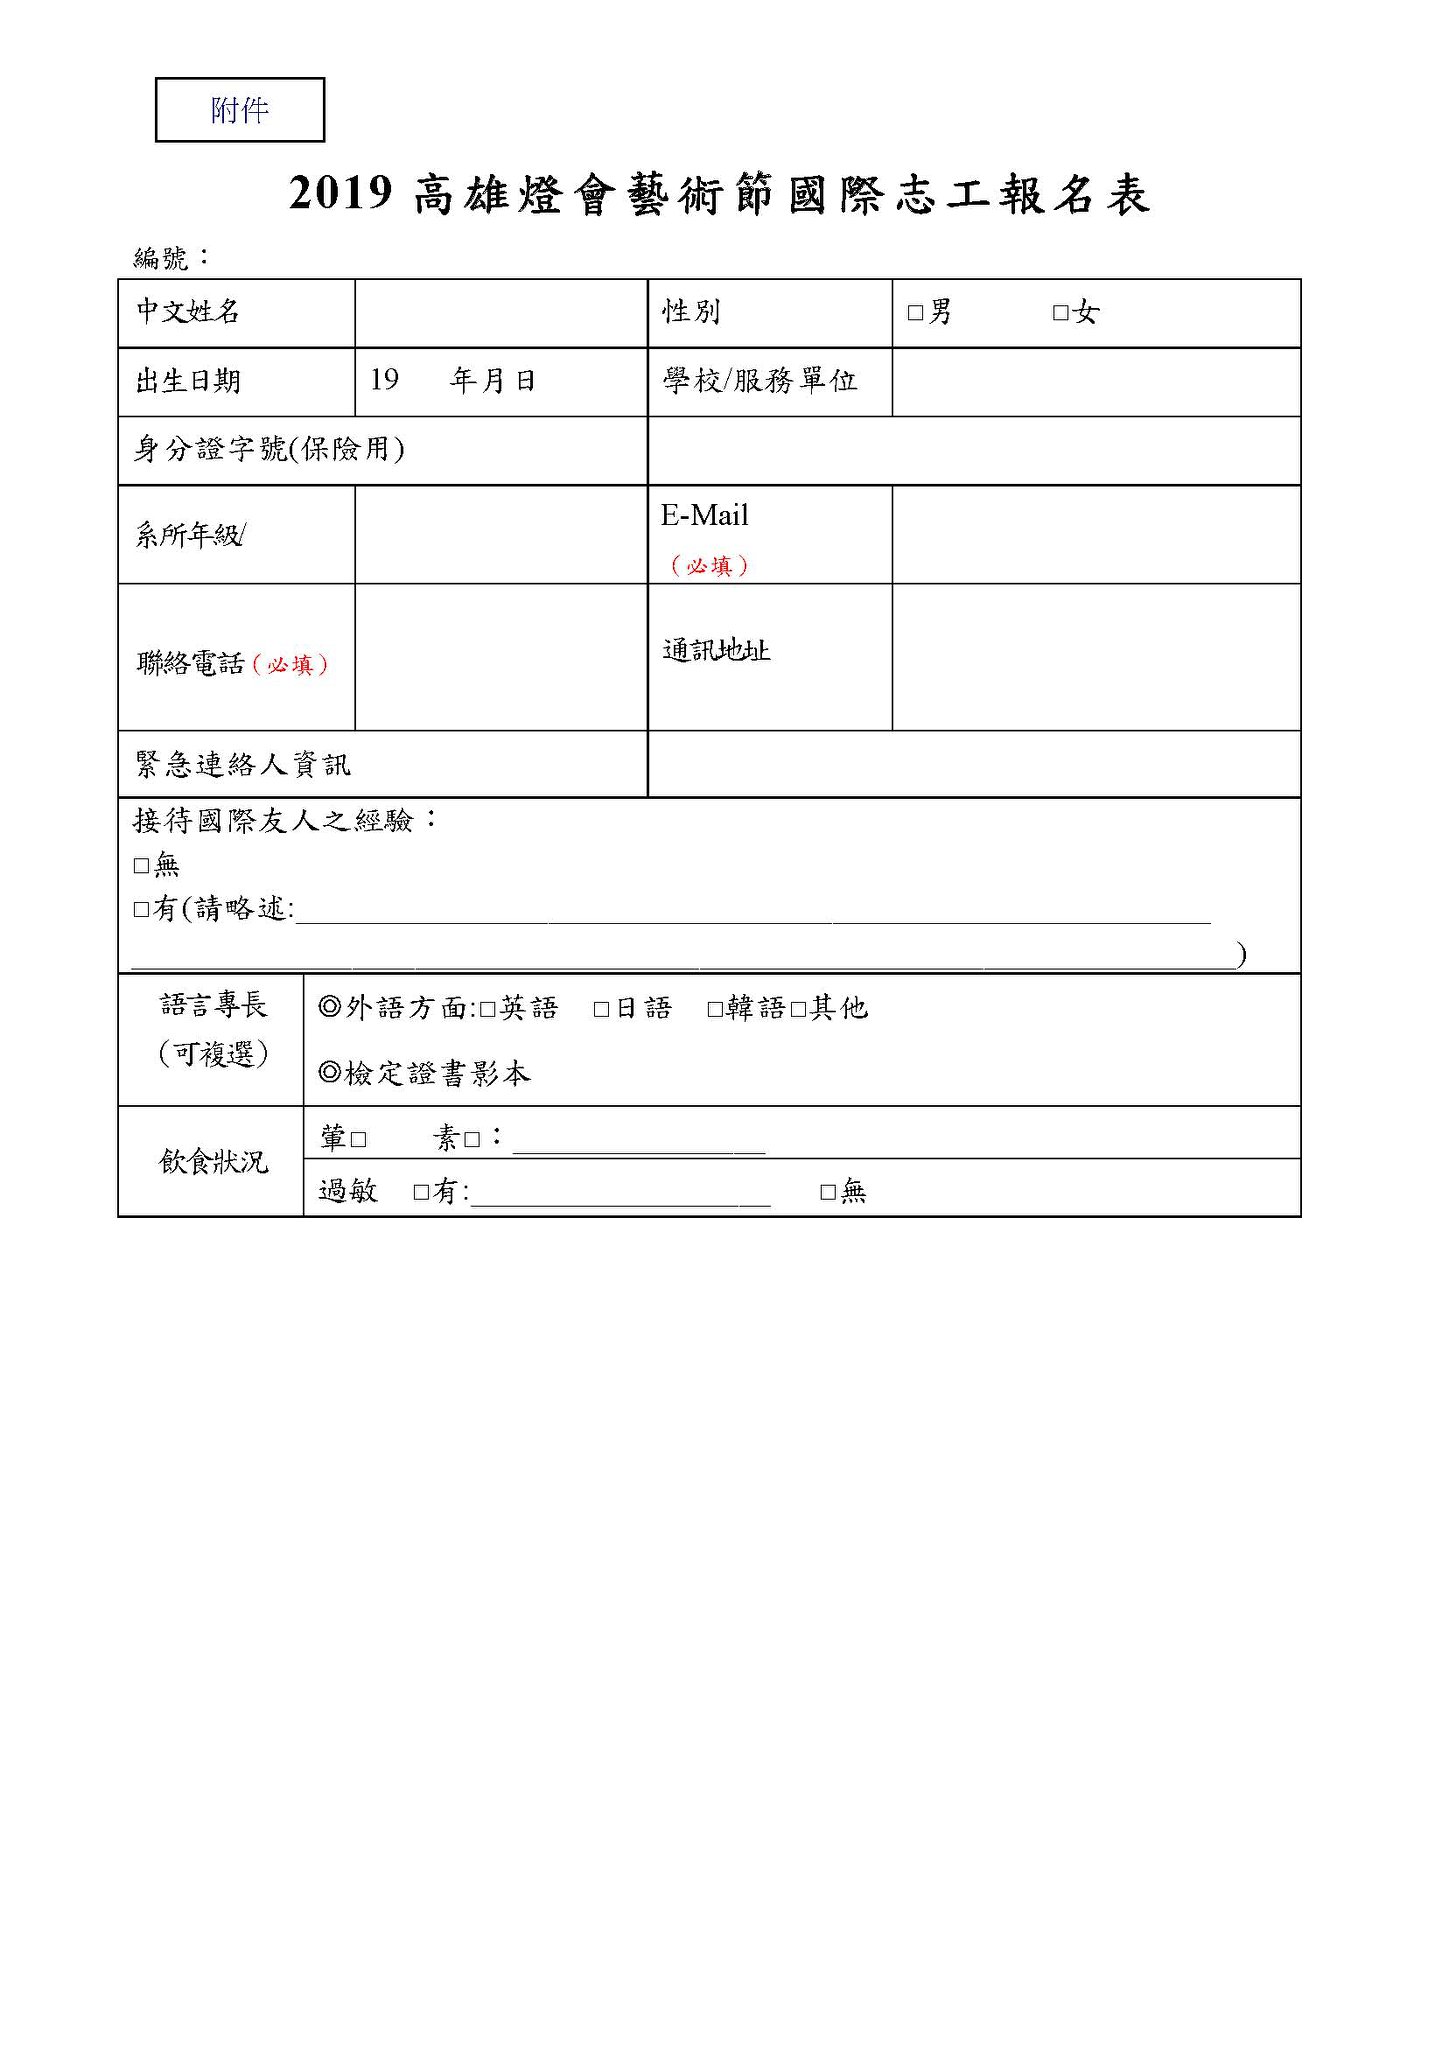 附件
2019 高雄燈會藝術節國際志工報名表
編號：
中文姓名 性別 □男 □女
出生日期 19 年月日 學校/服務單位
身分證字號(保險用)
系所年級/ E-Mail
（必填）
聯絡電話（必填） 通訊地址
緊急連絡人資訊
接待國際友人之經驗：
□無
□有(請略述:
)
語言專長 ◎外語方面:□英語 □日語 □韓語□其他
（可複選）
◎檢定證書影本
飲食狀況
葷□ 素□：
過敏 □有: □無